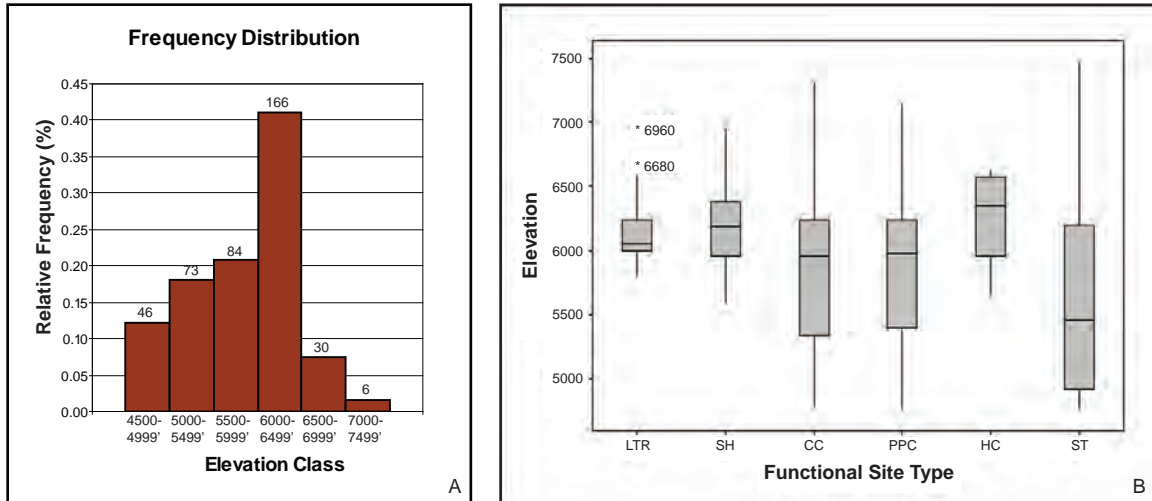 Frequency Distribution
Relative Frequency (%)
0.45
0.40
0.35
0.30
0.25
0.20
0.15
0.10
0.05
0.00
46
73
84
166
30
6
4500- 5000- 5500- 6000- 6500- 7000-
4999' 5499' 5999' 6499' 6999' 7499'
Elevation Class
A
Elevation
7500
7000
6500
6000
5500
5000
* 6960
* 6680
LTR SH CC PPC HC ST
Functional Site Type
B